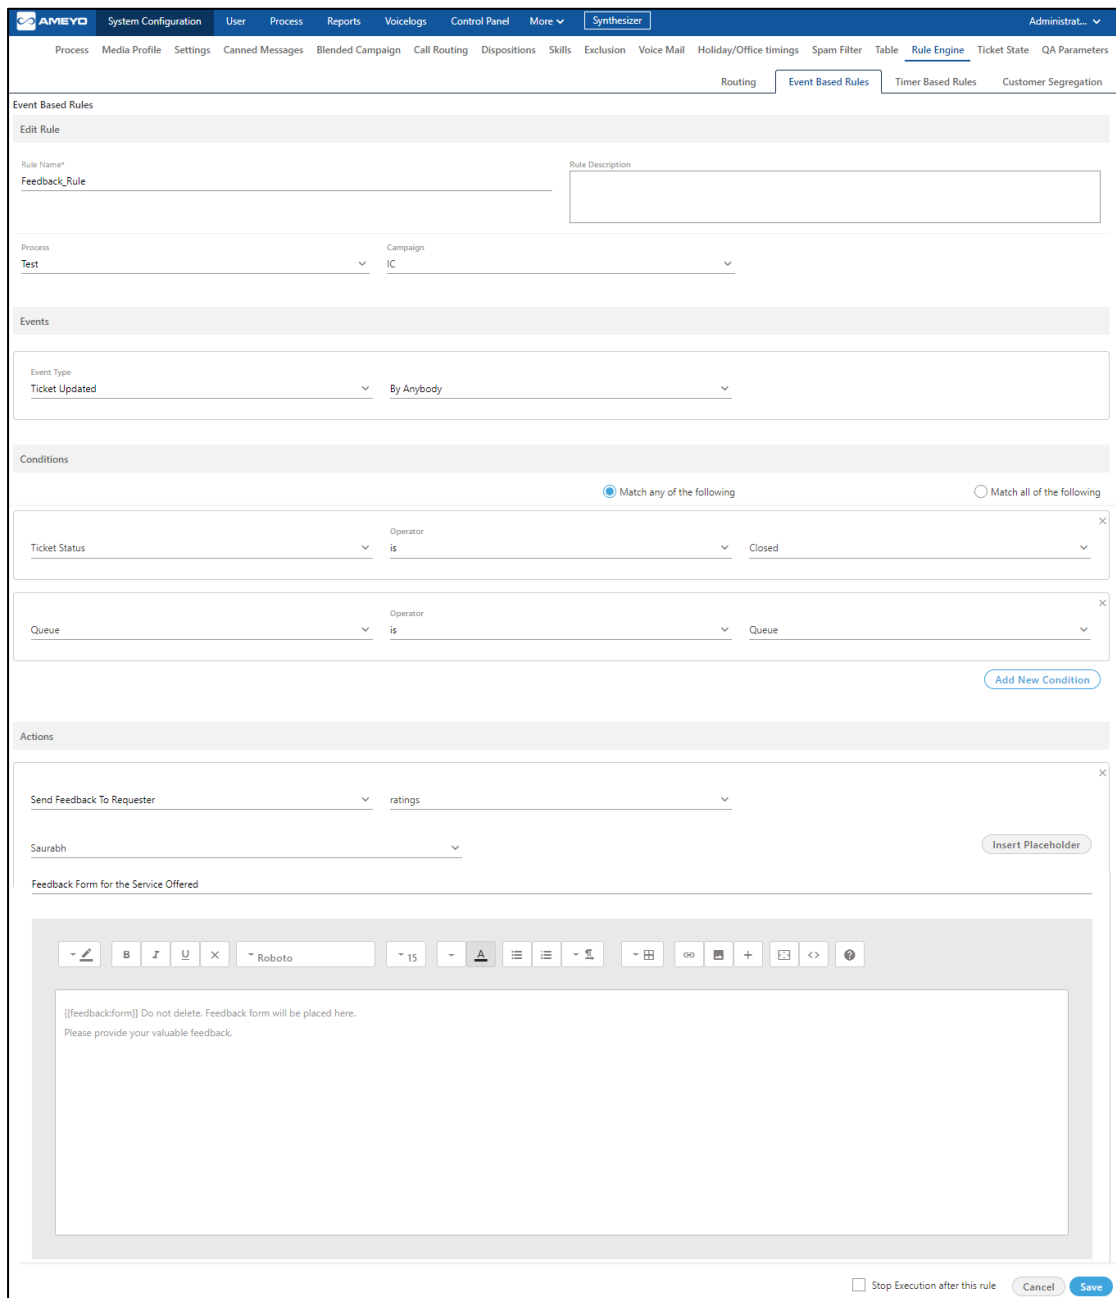 AMEYO System Configuration User Process Reports Voicelogs Control Panel More Synthesizer Administrat...
Process Media Profile Settings Canned Messages Blended Campaign Call Routing Dispositions Skills Exclusion Voice Mail Holiday/Office timings Spam Filter Table Rule Engine Ticket State QA Parameters
Routing Event Based Rules Timer Based Rules Customer Segregation
Event Based Rules
Edit Rule
Rule Name* Rule Description
Feedback_Rule
Process Campaign
Test IC
Events
Event Type
Ticket Updated By Anybody
Conditions
Match any of the following Match all of the following
Operator
Ticket Status is Closed
Operator
Queue is Queue
Add New Condition
Actions
Send Feedback To Requester ratings
Saurabh Insert Placeholder
Feedback Form for the Service Offered
B I U Roboto 15 A
{{feedback:form}} Do not delete. Feedback form will be placed here.
Please provide your valuable feedback.
Stop Execution after this rule Cancel Save